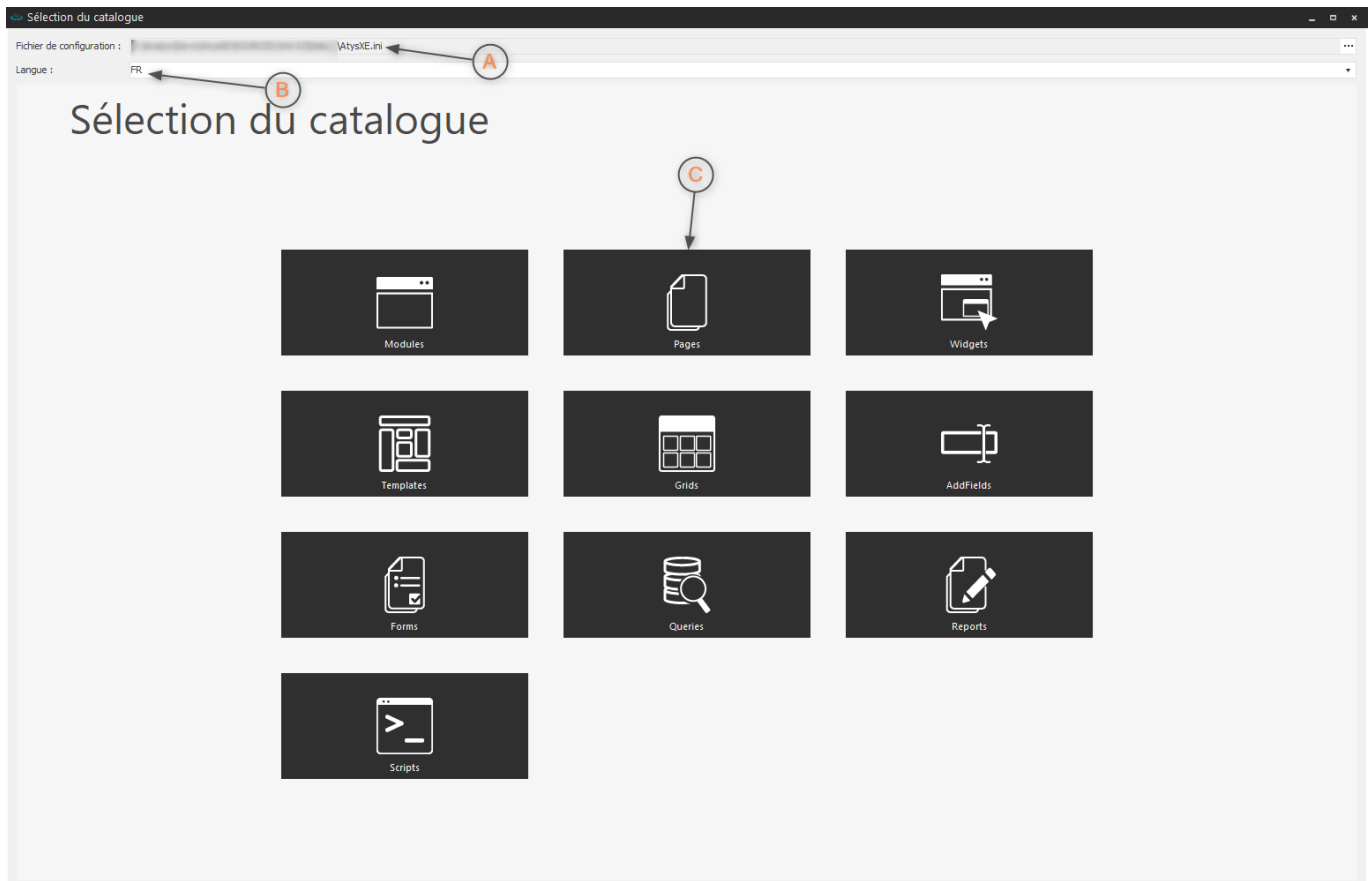 Sélection du catalogue
Fichier de configuration : \AtysXE.ini
A
Langue : FR
B
Sélection du catalogue
C
Modules Pages Widgets
Templates Grids AddFields
Forms Queries Reports
Scripts